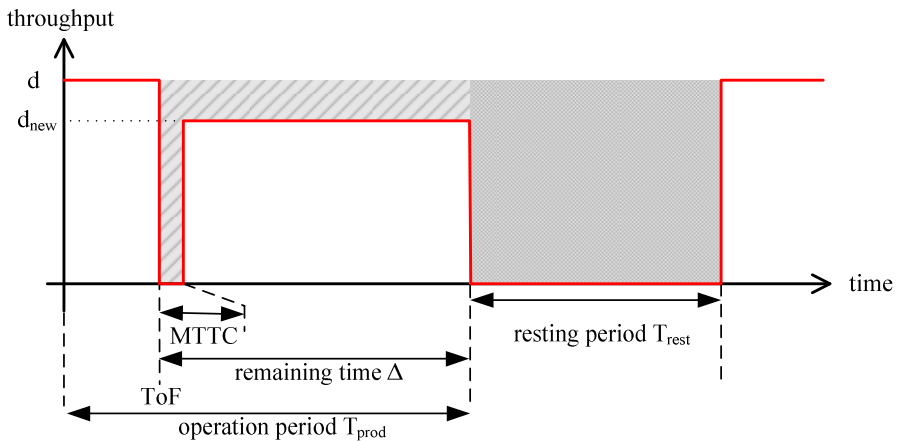 throughput
d
dnew
time
MTTC
resting period Trest
remaining time Δ
ToF
operation period Tprod